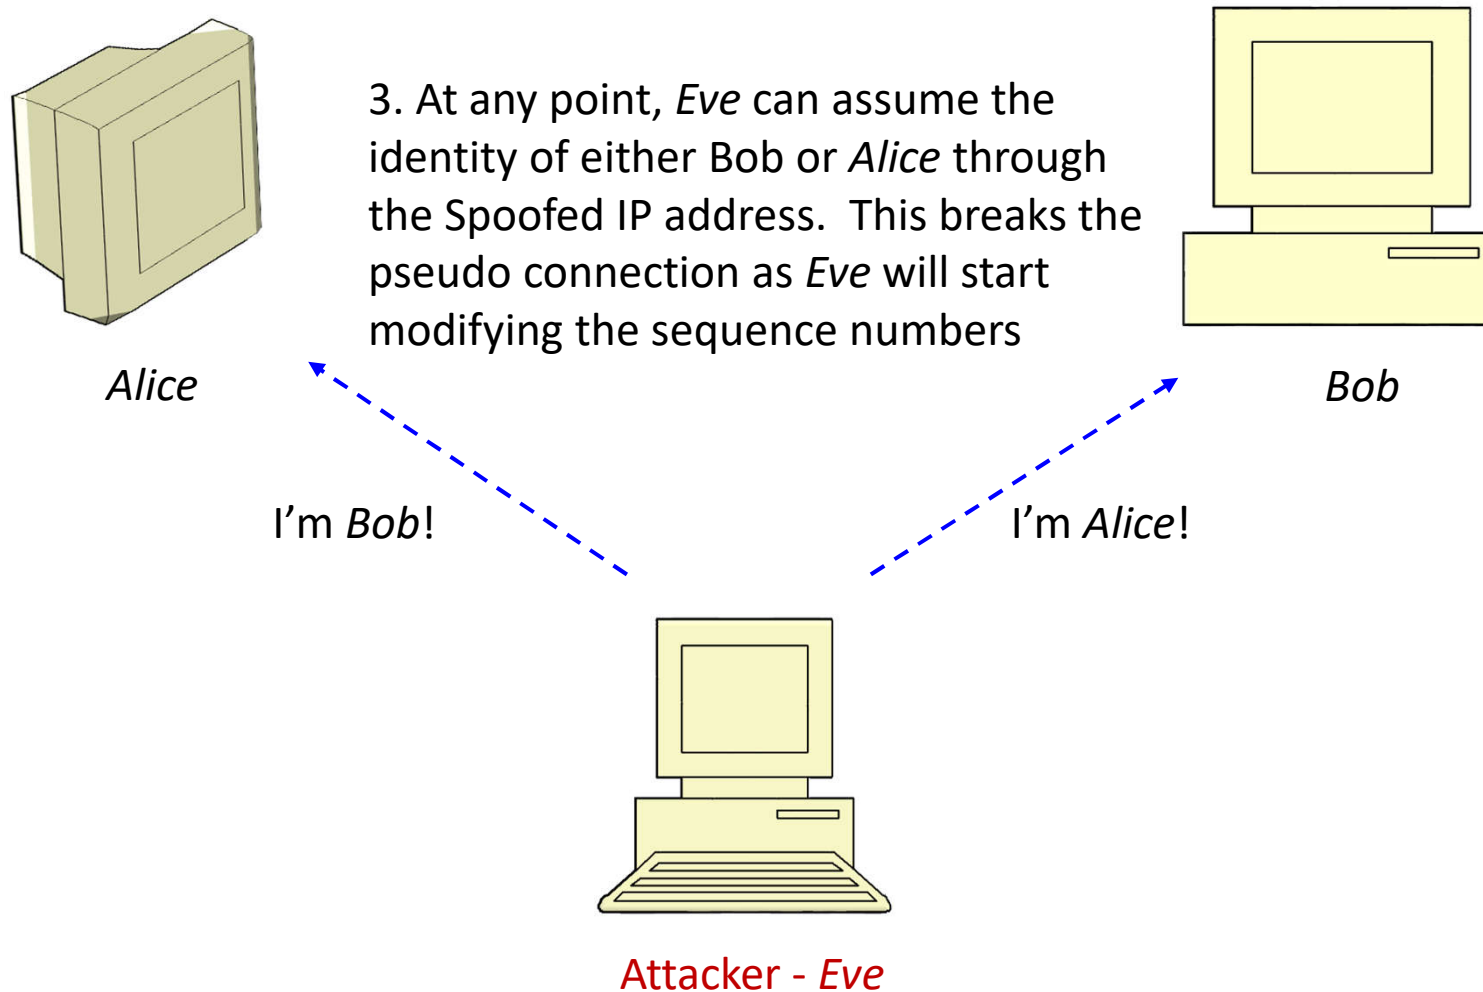 3. At any point, Eve can assume the
identity of either Bob or Alice through
the Spoofed IP address.  This breaks the
pseudo connection as Eve will start
modifying the sequence numbers
Alice
Bob
I’m Bob!
I’m Alice!
Attacker - Eve